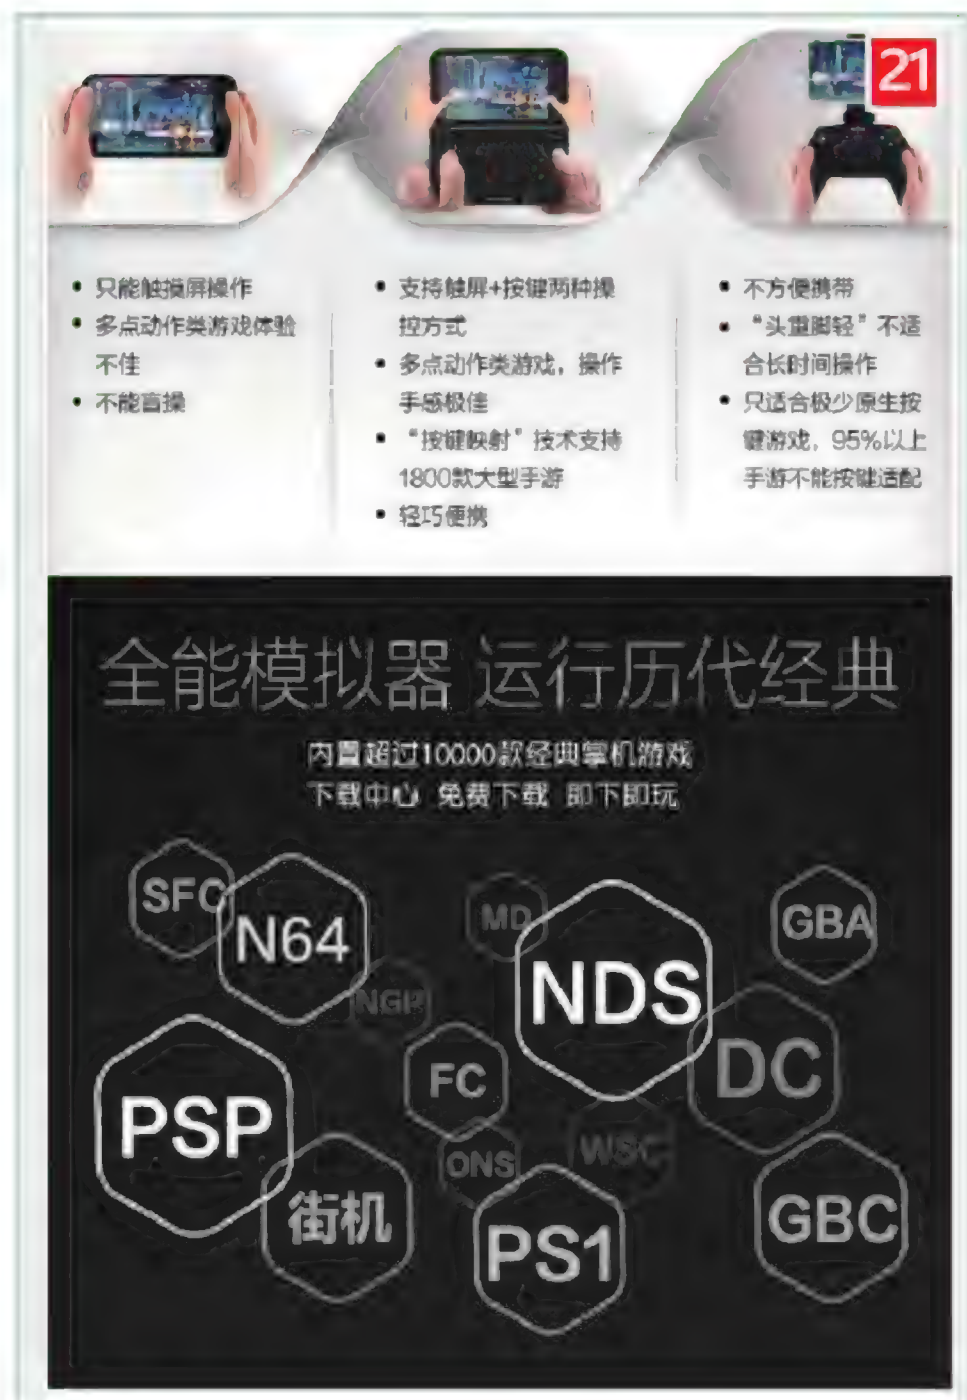 21
只能触摸屏操作
多点动作类游戏体验
不佳
不能盲操
支持触屏+按键两种操
控方式
多点动作类游戏，操作
手感极佳
“按键映射”技术支持
1800款大型手游
轻巧便携
不方便携带
“头重脚轻”不适
合长时间操作
只适合极少原生按
键游戏，95%以上
手游不能按键适配
全能模拟器 运行历代经典
内置超过10000款经典掌机游戏
下载中心 免费下载 即下即玩
SFC
N64
MD
NDS
GBA
NGP
FC
DC
PSP
ONS
WSC
街机
PS1
GBC